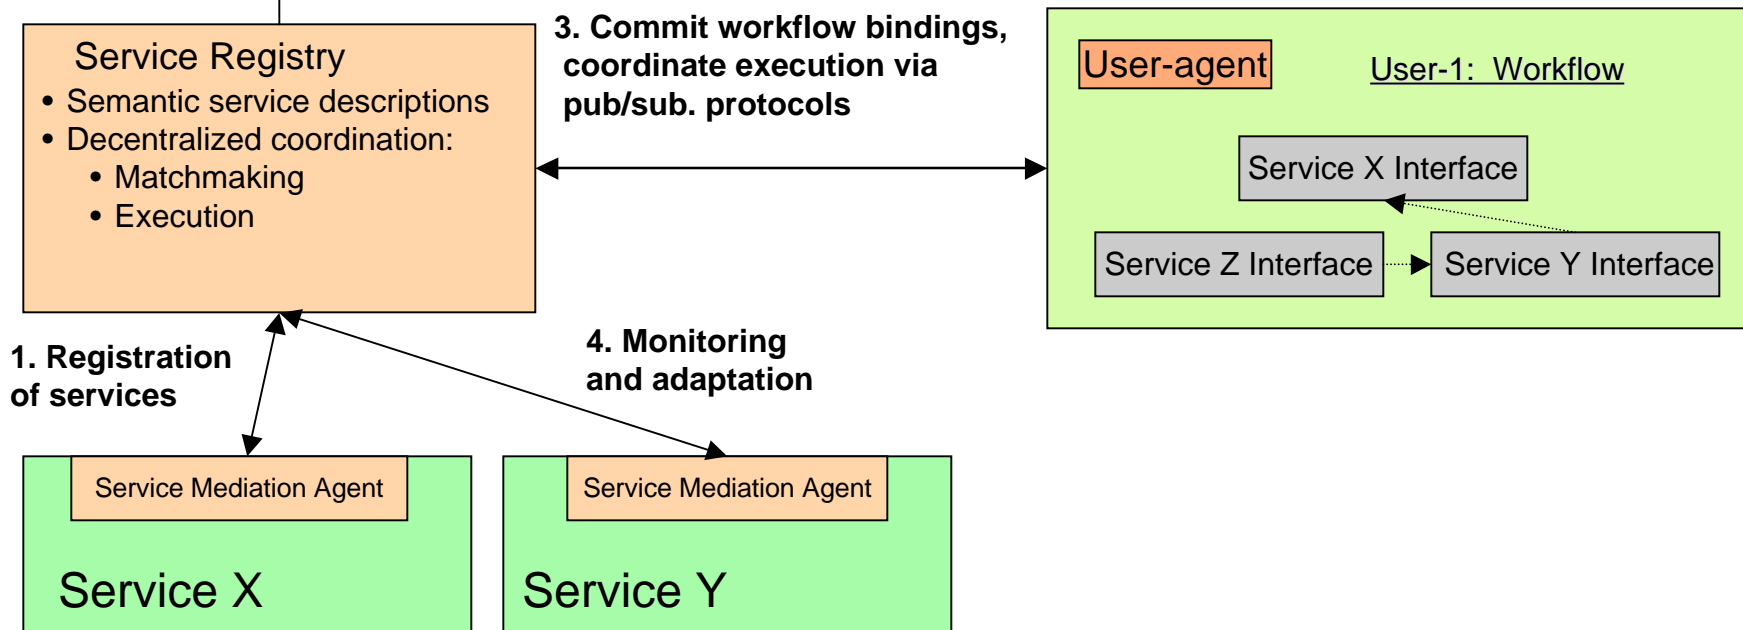 Service Registry
• Semantic service descriptions
• Decentralized coordination:
• Matchmaking
• Execution
3. Commit workflow bindings,
coordinate execution via
pub/sub. protocols
User-agent
User-1: Workflow
Service X Interface
Service Z Interface
Service Y Interface
1. Registration
of services
4. Monitoring
and adaptation
Service Mediation Agent
Service X
Service Mediation Agent
Service Y